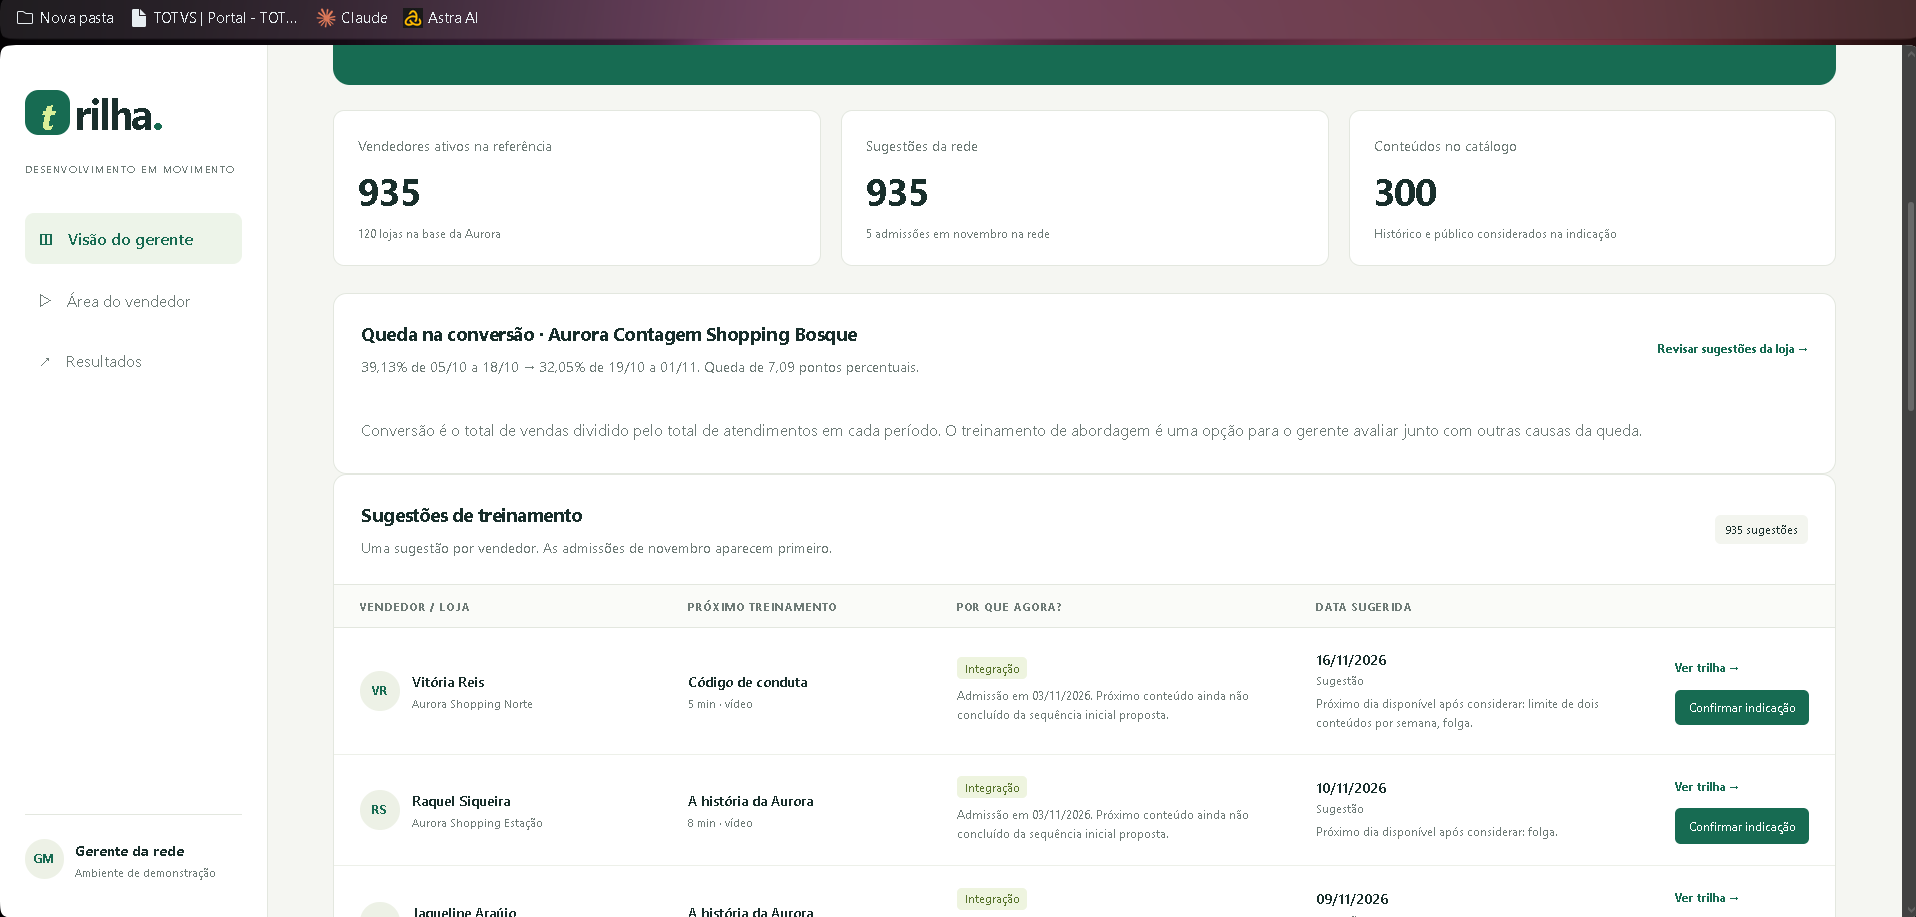 Nova pasta
TOTVS | Portal - TOT...
Claude
Astra AI
trilha.
DESENVOLVIMENTO EM MOVIMENTO
Visão do gerente
Área do vendedor
Resultados
GM
Gerente da rede
Ambiente de demonstração
Vendedores ativos na referência
935
120 lojas na base da Aurora
Sugestões da rede
935
5 admissões em novembro na rede
Conteúdos no catálogo
300
Histórico e público considerados na indicação
Queda na conversão · Aurora Contagem Shopping Bosque
39,13% de 05/10 a 18/10 → 32,05% de 19/10 a 01/11. Queda de 7,09 pontos percentuais.
Revisar sugestões da loja →
Conversão é o total de vendas dividido pelo total de atendimentos em cada período. O treinamento de abordagem é uma opção para o gerente avaliar junto com outras causas da queda.
Sugestões de treinamento
Uma sugestão por vendedor. As admissões de novembro aparecem primeiro.
935 sugestões
VENDEDOR / LOJA
PRÓXIMO TREINAMENTO
POR QUE AGORA?
DATA SUGERIDA
VR
Vitória Reis
Aurora Shopping Norte
Código de conduta
5 min · vídeo
Integração
Admissão em 03/11/2026. Próximo conteúdo ainda não
concluído da sequência inicial proposta.
16/11/2026
Sugestão
Próximo dia disponível após considerar: limite de dois
conteúdos por semana, folga.
Ver trilha →
Confirmar indicação
RS
Raquel Siqueira
Aurora Shopping Estação
A história da Aurora
8 min · vídeo
Integração
Admissão em 03/11/2026. Próximo conteúdo ainda não
concluído da sequência inicial proposta.
10/11/2026
Sugestão
Próximo dia disponível após considerar: folga.
Ver trilha →
Confirmar indicação
Jaqueline Araújo
A história da Aurora
Integração
09/11/2026
Ver trilha →